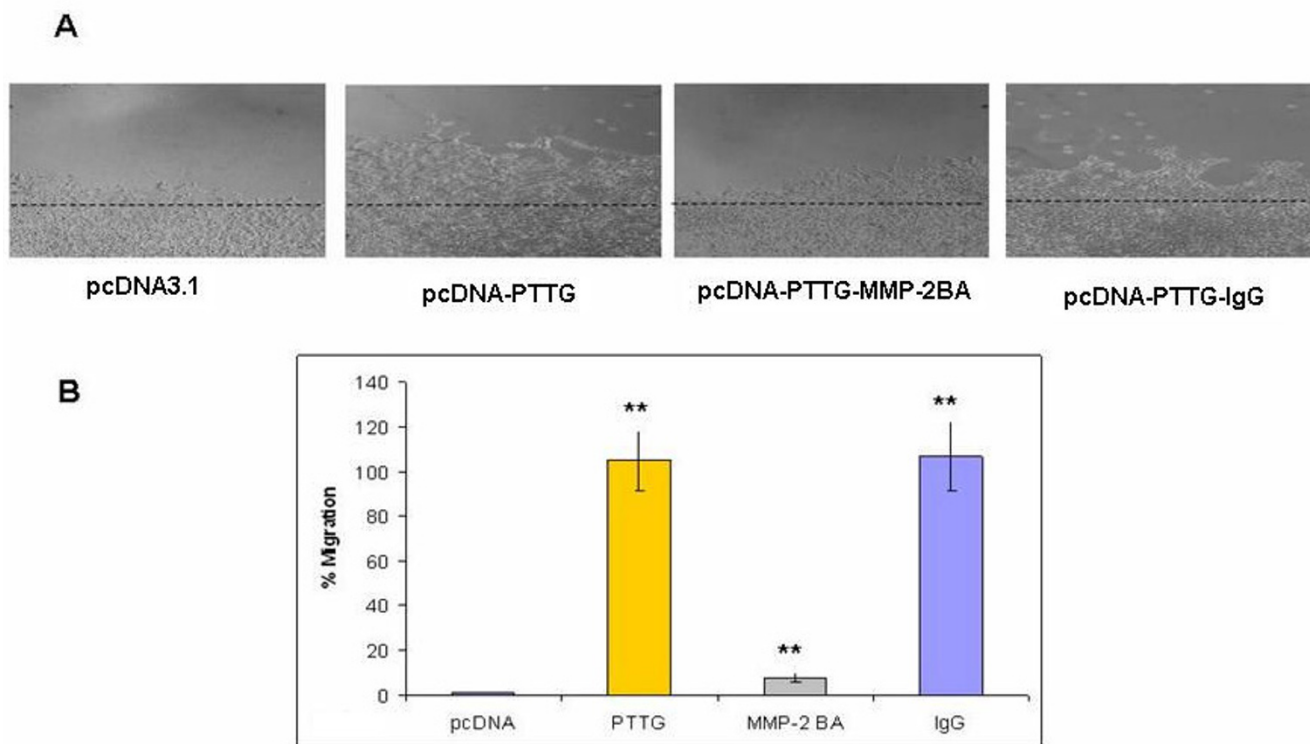 A
pcDNA3.1 pcDNA-PTTG pcDNA-PTTG-MMP-2BA pcDNA-PTTG-IgG
B
% Migration
140
120
100
80
60
40
20
0
** ** **
pcDNA PTTG MMP-2 BA IgG